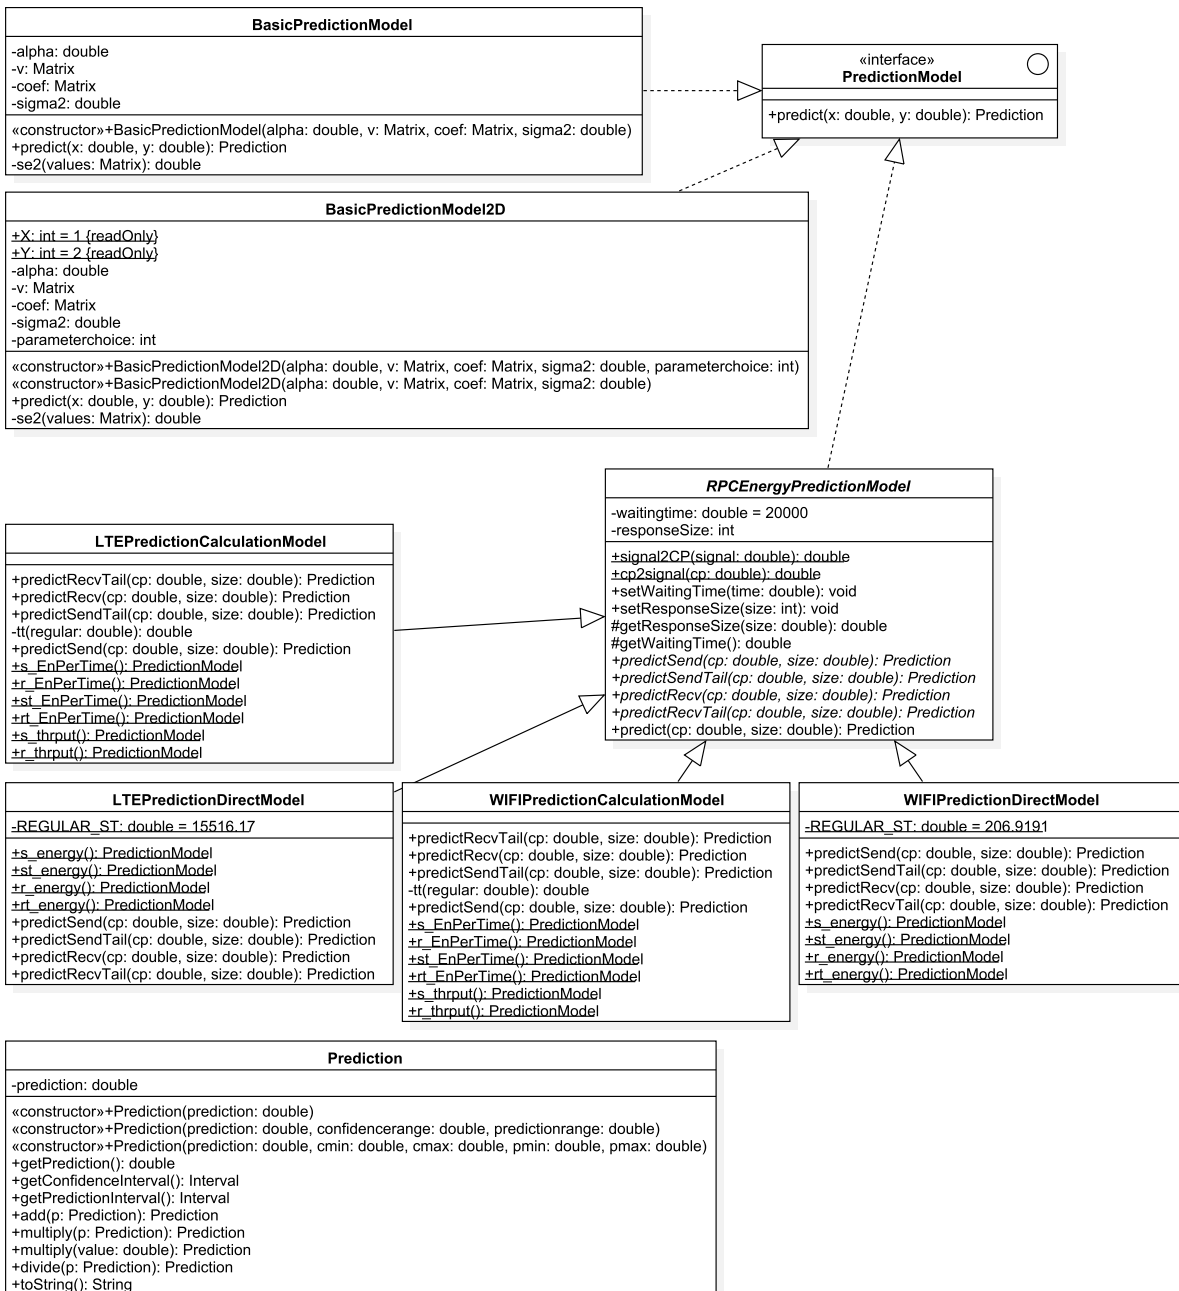 BasicPredictionModel
-alpha: double
-v: Matrix
-coef: Matrix
-sigma2: double
«constructor»+BasicPredictionModel(alpha: double, v: Matrix, coef: Matrix, sigma2: double)
+predict(x: double, y: double): Prediction
-se2(values: Matrix): double
«interface»
PredictionModel
+predict(x: double, y: double): Prediction
BasicPredictionModel2D
+X: int = 1 {readOnly}
+Y: int = 2 {readOnly}
-alpha: double
-v: Matrix
-coef: Matrix
-sigma2: double
-parameterchoice: int
«constructor»+BasicPredictionModel2D(alpha: double, v: Matrix, coef: Matrix, sigma2: double, parameterchoice: int)
«constructor»+BasicPredictionModel2D(alpha: double, v: Matrix, coef: Matrix, sigma2: double)
+predict(x: double, y: double): Prediction
-se2(values: Matrix): double
RPCEnergyPredictionModel
-waitingtime: double = 20000
-responseSize: int
+signal2CP(signal: double): double
+cp2signal(cp: double): double
+setWaitingTime(time: double): void
+setResponseSize(size: int): void
#getResponseSize(size: double): double
#getWaitingTime(): double
+predictSend(cp: double, size: double): Prediction
+predictSendTail(cp: double, size: double): Prediction
+predictRecv(cp: double, size: double): Prediction
+predictRecvTail(cp: double, size: double): Prediction
+predict(cp: double, size: double): Prediction
LTEPredictionCalculationModel
+predictRecvTail(cp: double, size: double): Prediction
+predictRecv(cp: double, size: double): Prediction
+predictSendTail(cp: double, size: double): Prediction
-tt(regular: double): double
+predictSend(cp: double, size: double): Prediction
+s_EnPerTime(): PredictionModel
+r_EnPerTime(): PredictionModel
+st_EnPerTime(): PredictionModel
+rt_EnPerTime(): PredictionModel
+s_thrput(): PredictionModel
+r_thrput(): PredictionModel
LTEPredictionDirectModel
-REGULAR_ST: double = 15516.17
+s_energy(): PredictionModel
+st_energy(): PredictionModel
+r_energy(): PredictionModel
+rt_energy(): PredictionModel
+predictSend(cp: double, size: double): Prediction
+predictSendTail(cp: double, size: double): Prediction
+predictRecv(cp: double, size: double): Prediction
+predictRecvTail(cp: double, size: double): Prediction
WIFIPredictionCalculationModel
+predictRecvTail(cp: double, size: double): Prediction
+predictRecv(cp: double, size: double): Prediction
+predictSendTail(cp: double, size: double): Prediction
-tt(regular: double): double
+predictSend(cp: double, size: double): Prediction
+s_EnPerTime(): PredictionModel
+r_EnPerTime(): PredictionModel
+st_EnPerTime(): PredictionModel
+rt_EnPerTime(): PredictionModel
+s_thrput(): PredictionModel
+r_thrput(): PredictionModel
WIFIPredictionDirectModel
-REGULAR_ST: double = 206.9191
+predictSend(cp: double, size: double): Prediction
+predictSendTail(cp: double, size: double): Prediction
+predictRecv(cp: double, size: double): Prediction
+predictRecvTail(cp: double, size: double): Prediction
+s_energy(): PredictionModel
+st_energy(): PredictionModel
+r_energy(): PredictionModel
+rt_energy(): PredictionModel
Prediction
-prediction: double
«constructor»+Prediction(prediction: double)
«constructor»+Prediction(prediction: double, confidencerange: double, predictionrange: double)
«constructor»+Prediction(prediction: double, cmin: double, cmax: double, pmin: double, pmax: double)
+getPrediction(): double
+getConfidenceInterval(): Interval
+getPredictionInterval(): Interval
+add(p: Prediction): Prediction
+multiply(p: Prediction): Prediction
+multiply(value: double): Prediction
+divide(p: Prediction): Prediction
+toString(): String